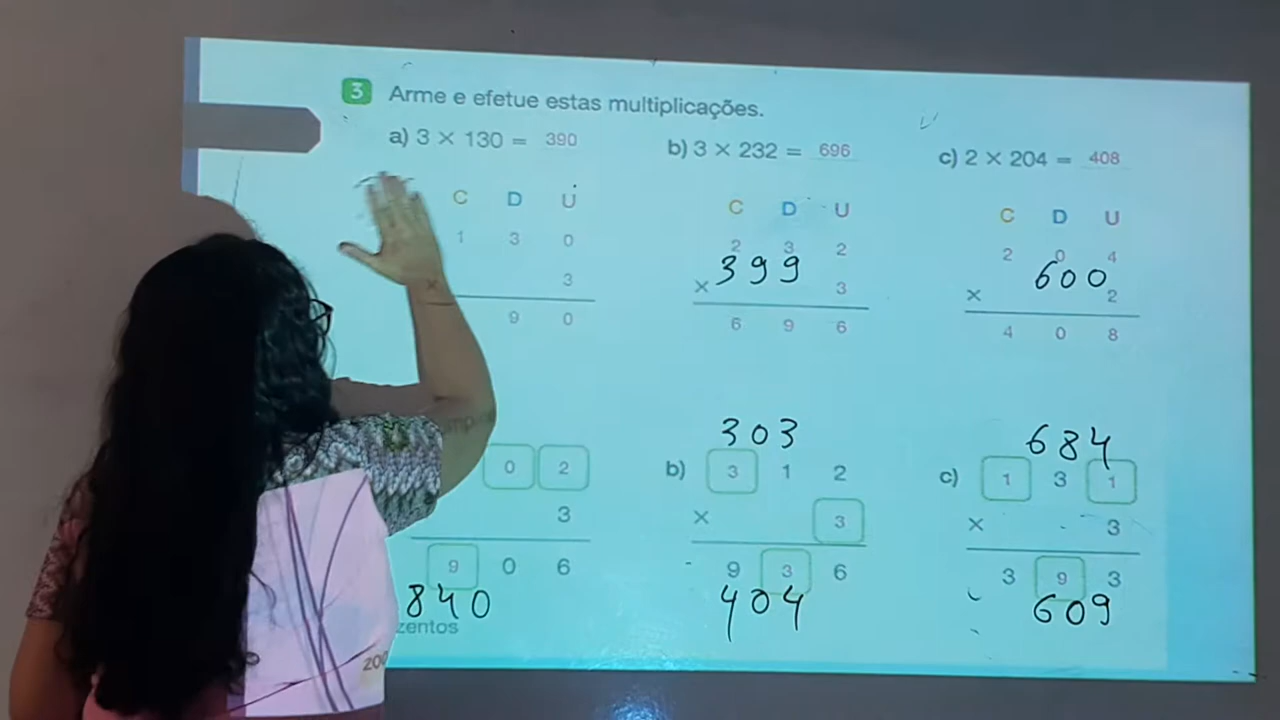 3 Arme e efetue estas multiplicações.
a) 3 × 130 = 390
b) 3 × 232 = 696
c) 2 × 204 = 408
C D U
1 3 0
× 3
9 0
C D U
2 3 2
399
× 3
6 9 6
C D U
2 0 4
600
× 2
4 0 8
0 2
3
9 0 6
840
303
b) 3 1 2
× 3
9 3 6
404
684
c) 1 3 1
× 3
3 9 3
609
zentos
200